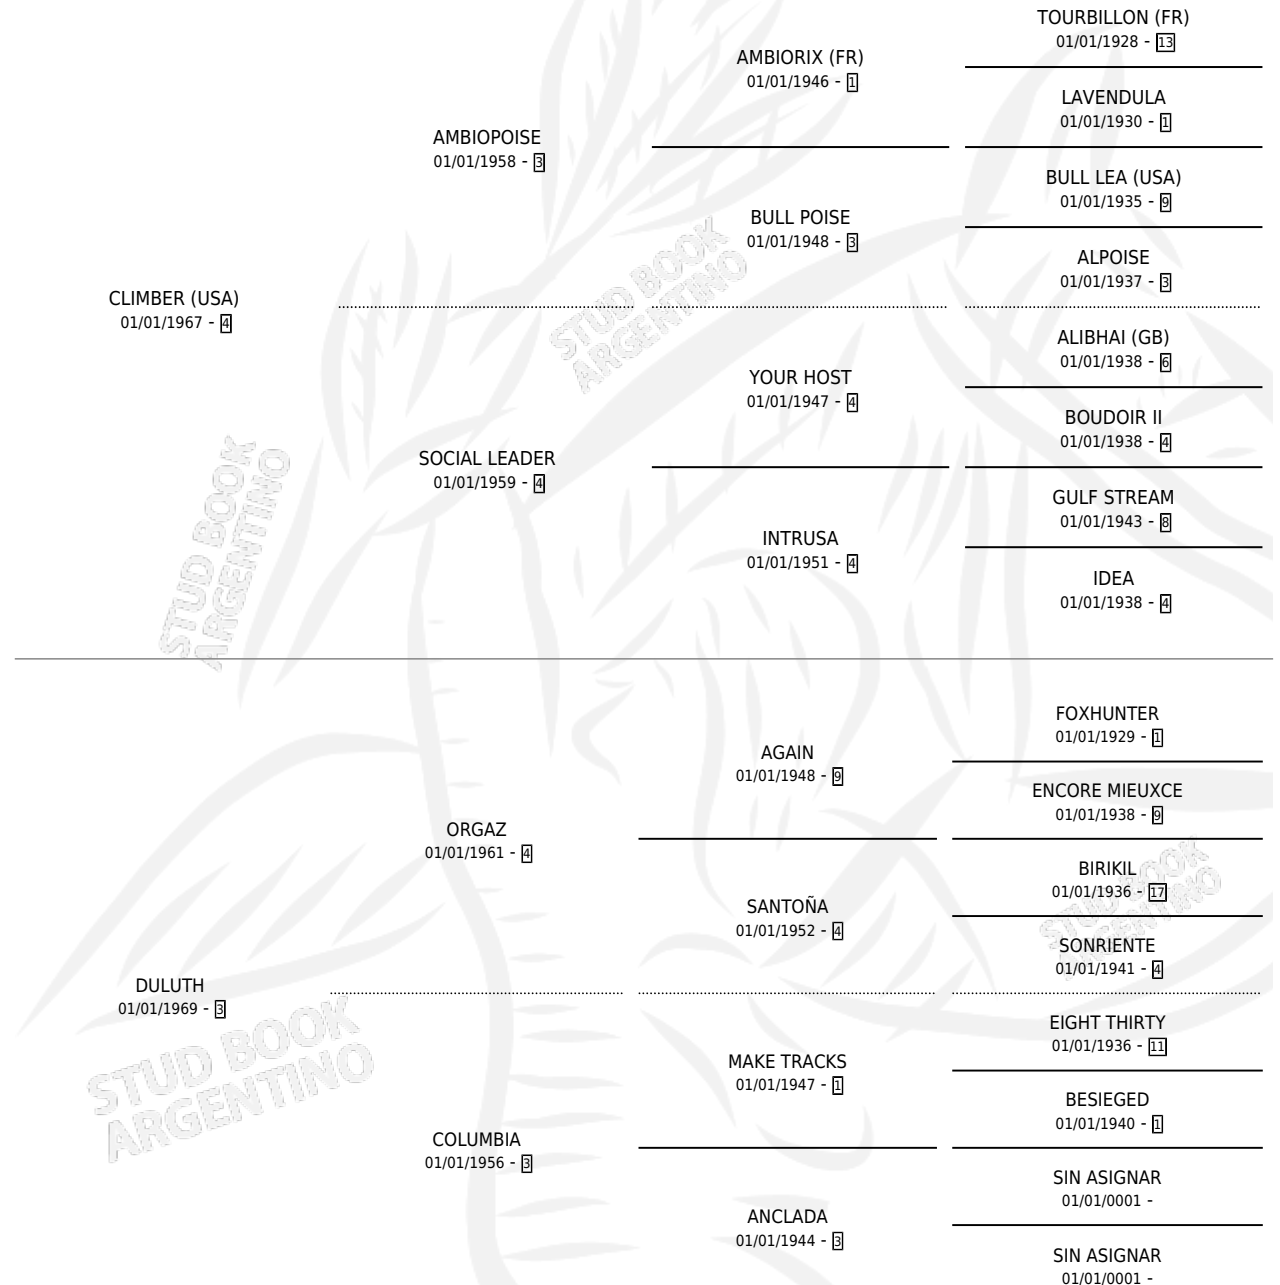 TOURBILLON (FR)
01/01/1928 - 13
AMBIORIX (FR)
01/01/1946 - 1
LAVENDULA
01/01/1930 - 1
AMBIOPOISE
01/01/1958 - 3
BULL LEA (USA)
01/01/1935 - 9
BULL POISE
01/01/1948 - 3
ALPOISE
01/01/1937 - 3
CLIMBER (USA)
01/01/1967 - 4
ALIBHAI (GB)
01/01/1938 - 6
YOUR HOST
01/01/1947 - 4
BOUDOIR II
01/01/1938 - 4
SOCIAL LEADER
01/01/1959 - 4
GULF STREAM
01/01/1943 - 8
INTRUSA
01/01/1951 - 4
IDEA
01/01/1938 - 4
FOXHUNTER
01/01/1929 - 1
AGAIN
01/01/1948 - 9
ENCORE MIEUXCE
01/01/1938 - 9
ORGAZ
01/01/1961 - 4
BIRIKIL
01/01/1936 - 17
SANTOÑA
01/01/1952 - 4
SONRIENTE
01/01/1941 - 4
DULUTH
01/01/1969 - 3
EIGHT THIRTY
01/01/1936 - 11
MAKE TRACKS
01/01/1947 - 1
BESIEGED
01/01/1940 - 1
COLUMBIA
01/01/1956 - 3
SIN ASIGNAR
01/01/0001 -
ANCLADA
01/01/1944 - 3
SIN ASIGNAR
01/01/0001 -
STUD BOOK
ARGENTINO
STUD BOOK
ARGENTINO
STUD BOOK
ARGENTINO
STUD BOOK
ARGENTINO